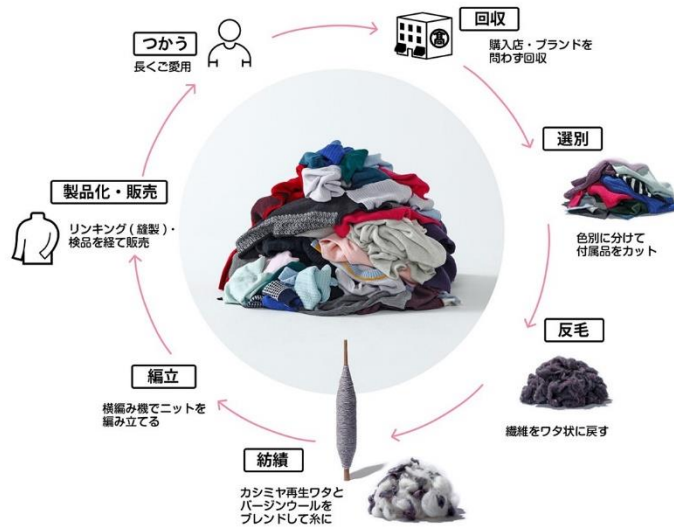 つかう
長くご愛用
回収
髙
購入店・ブランドを
問わず回収
選別
色別に分けて
付属品をカット
反毛
繊維をワタ状に戻す
紡績
カシミヤ再生ワタと
バージンウールを
ブレンドして糸に
編立
横編み機でニットを
編み立てる
製品化・販売
リンキング(縫製)・
検品を経て販売